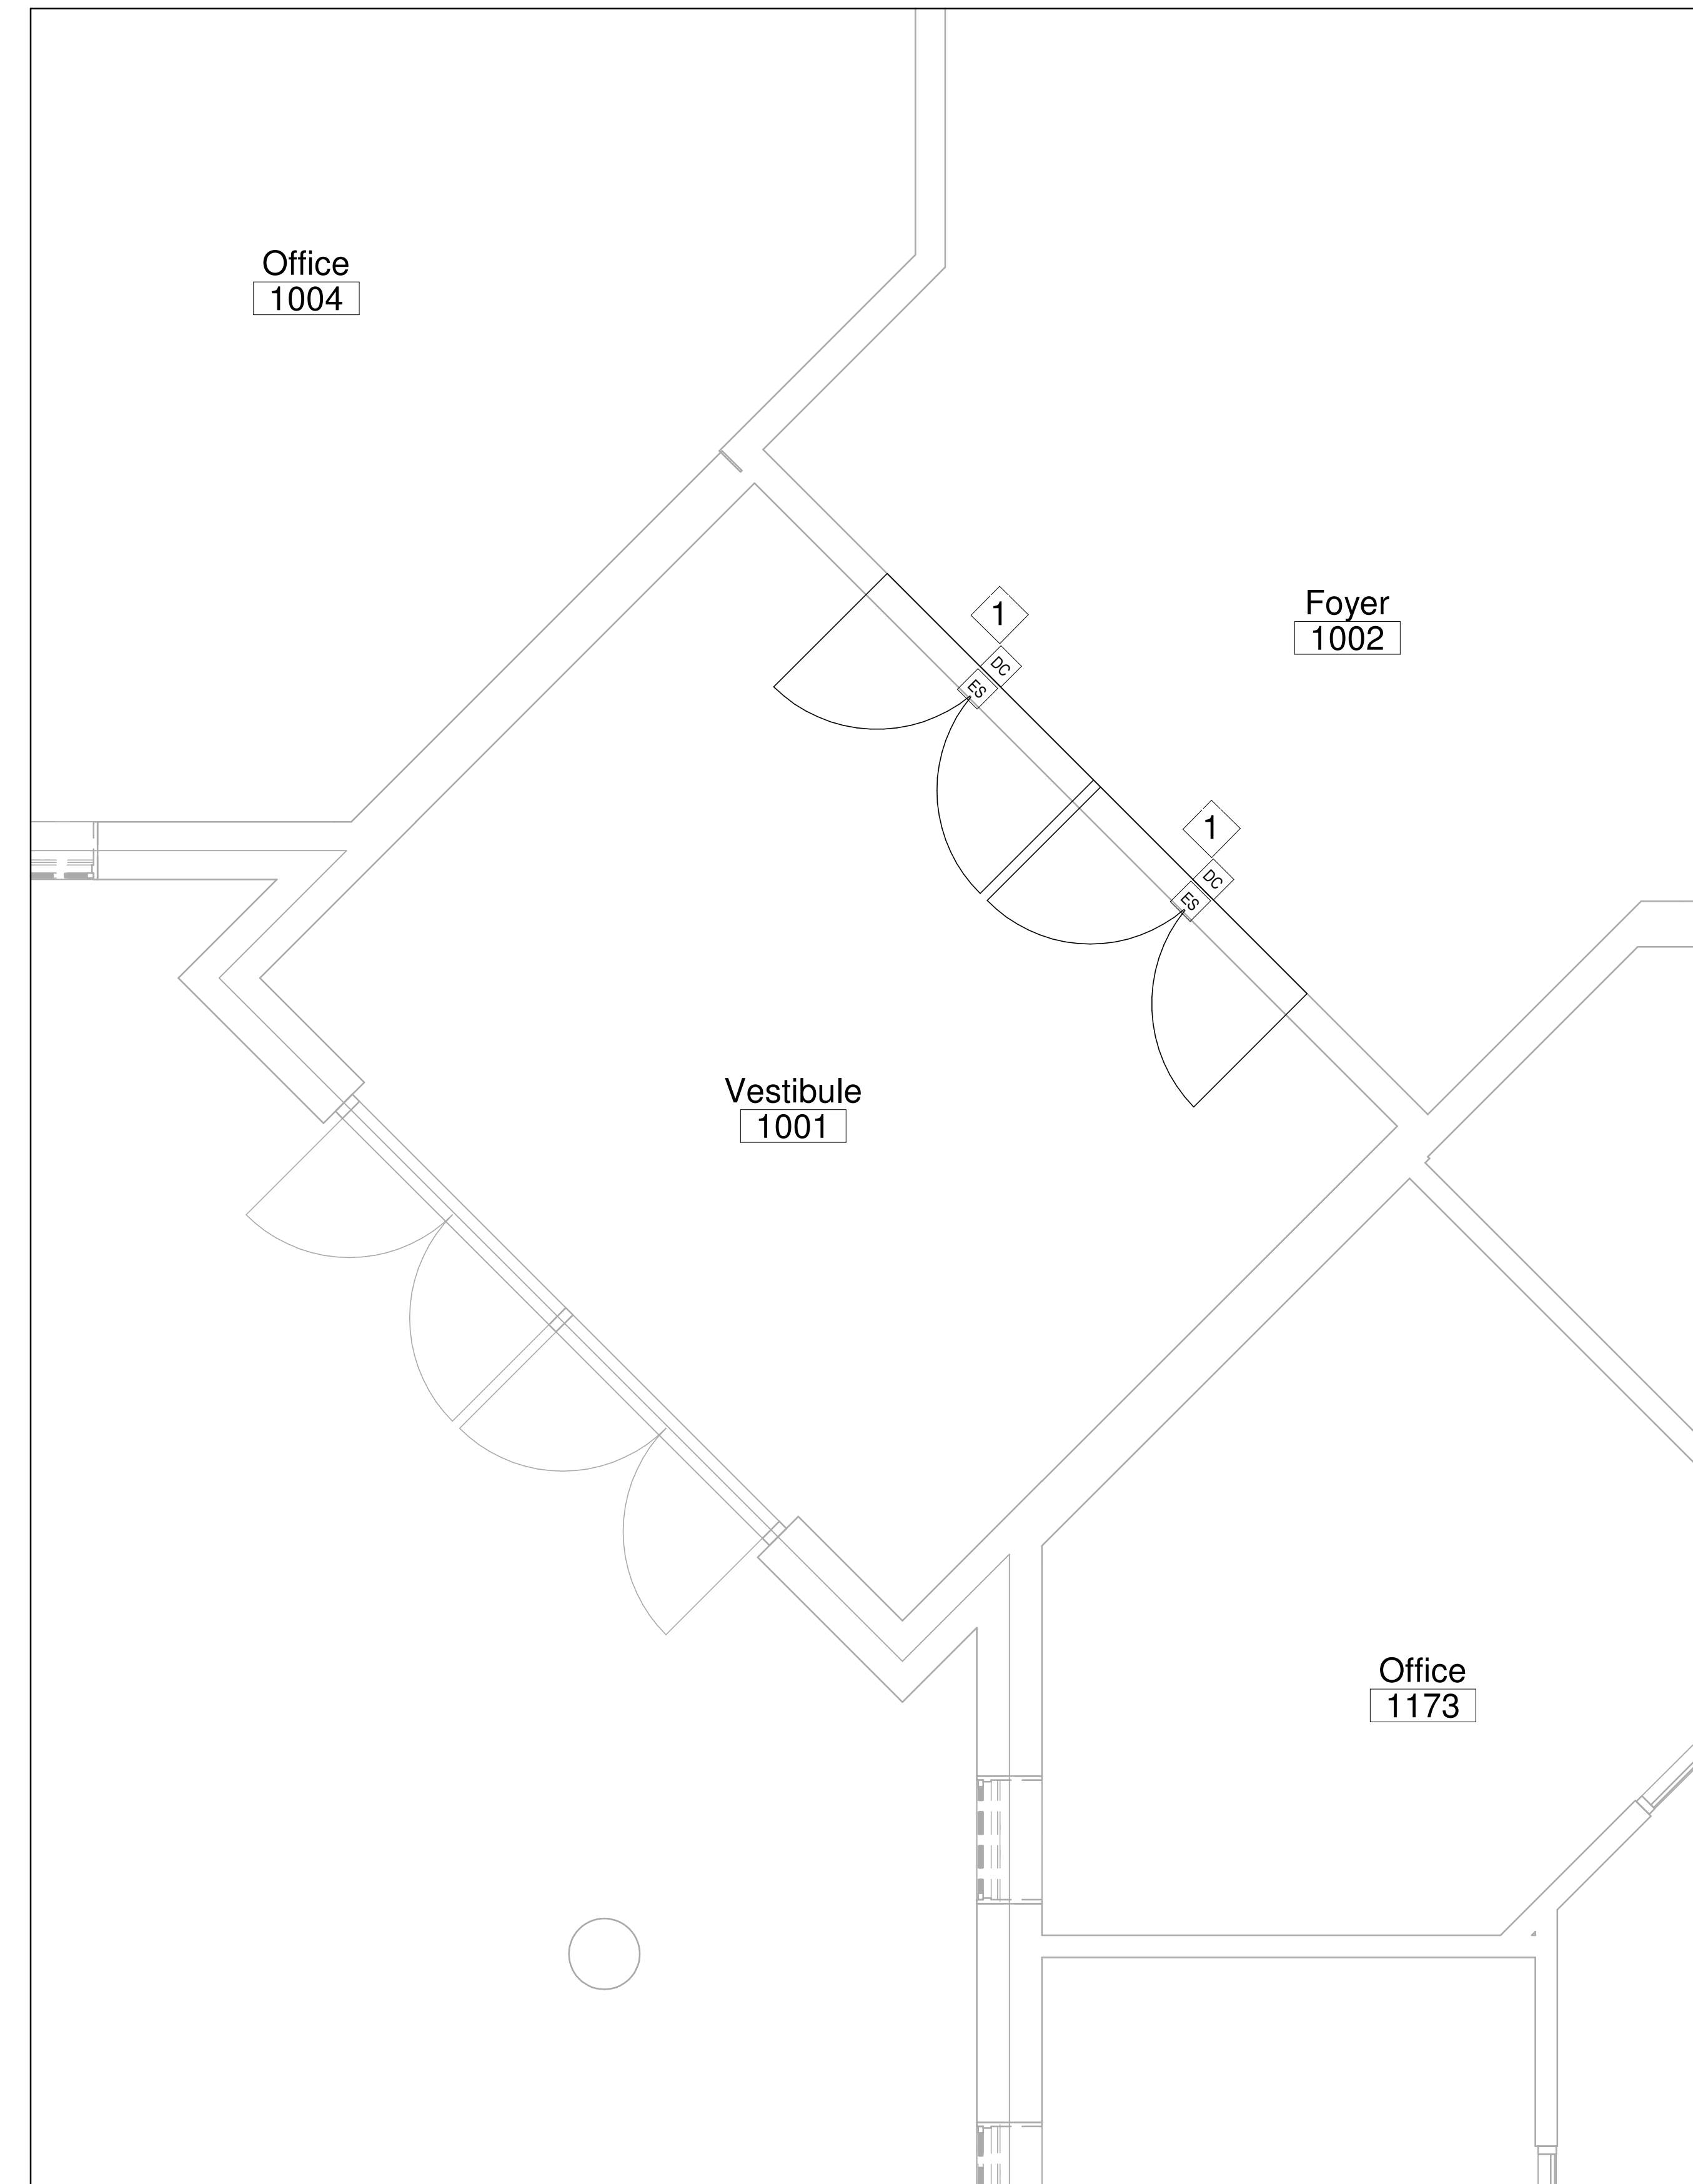 Office
1004
1
DC
ES
Foyer
1002
1
DC
ES
Vestibule
1001
Office
1173